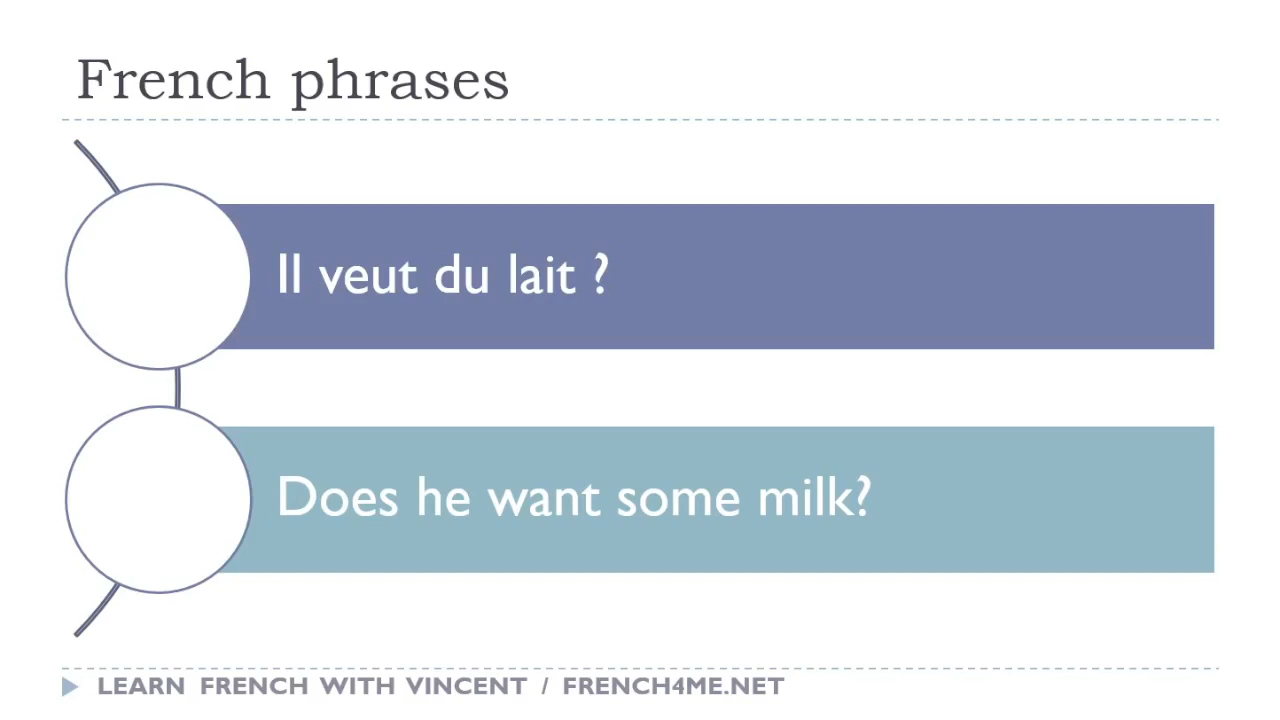 French phrases
Il veut du lait ?
Does he want some milk?
LEARN FRENCH WITH VINCENT / FRENCH4ME.NET